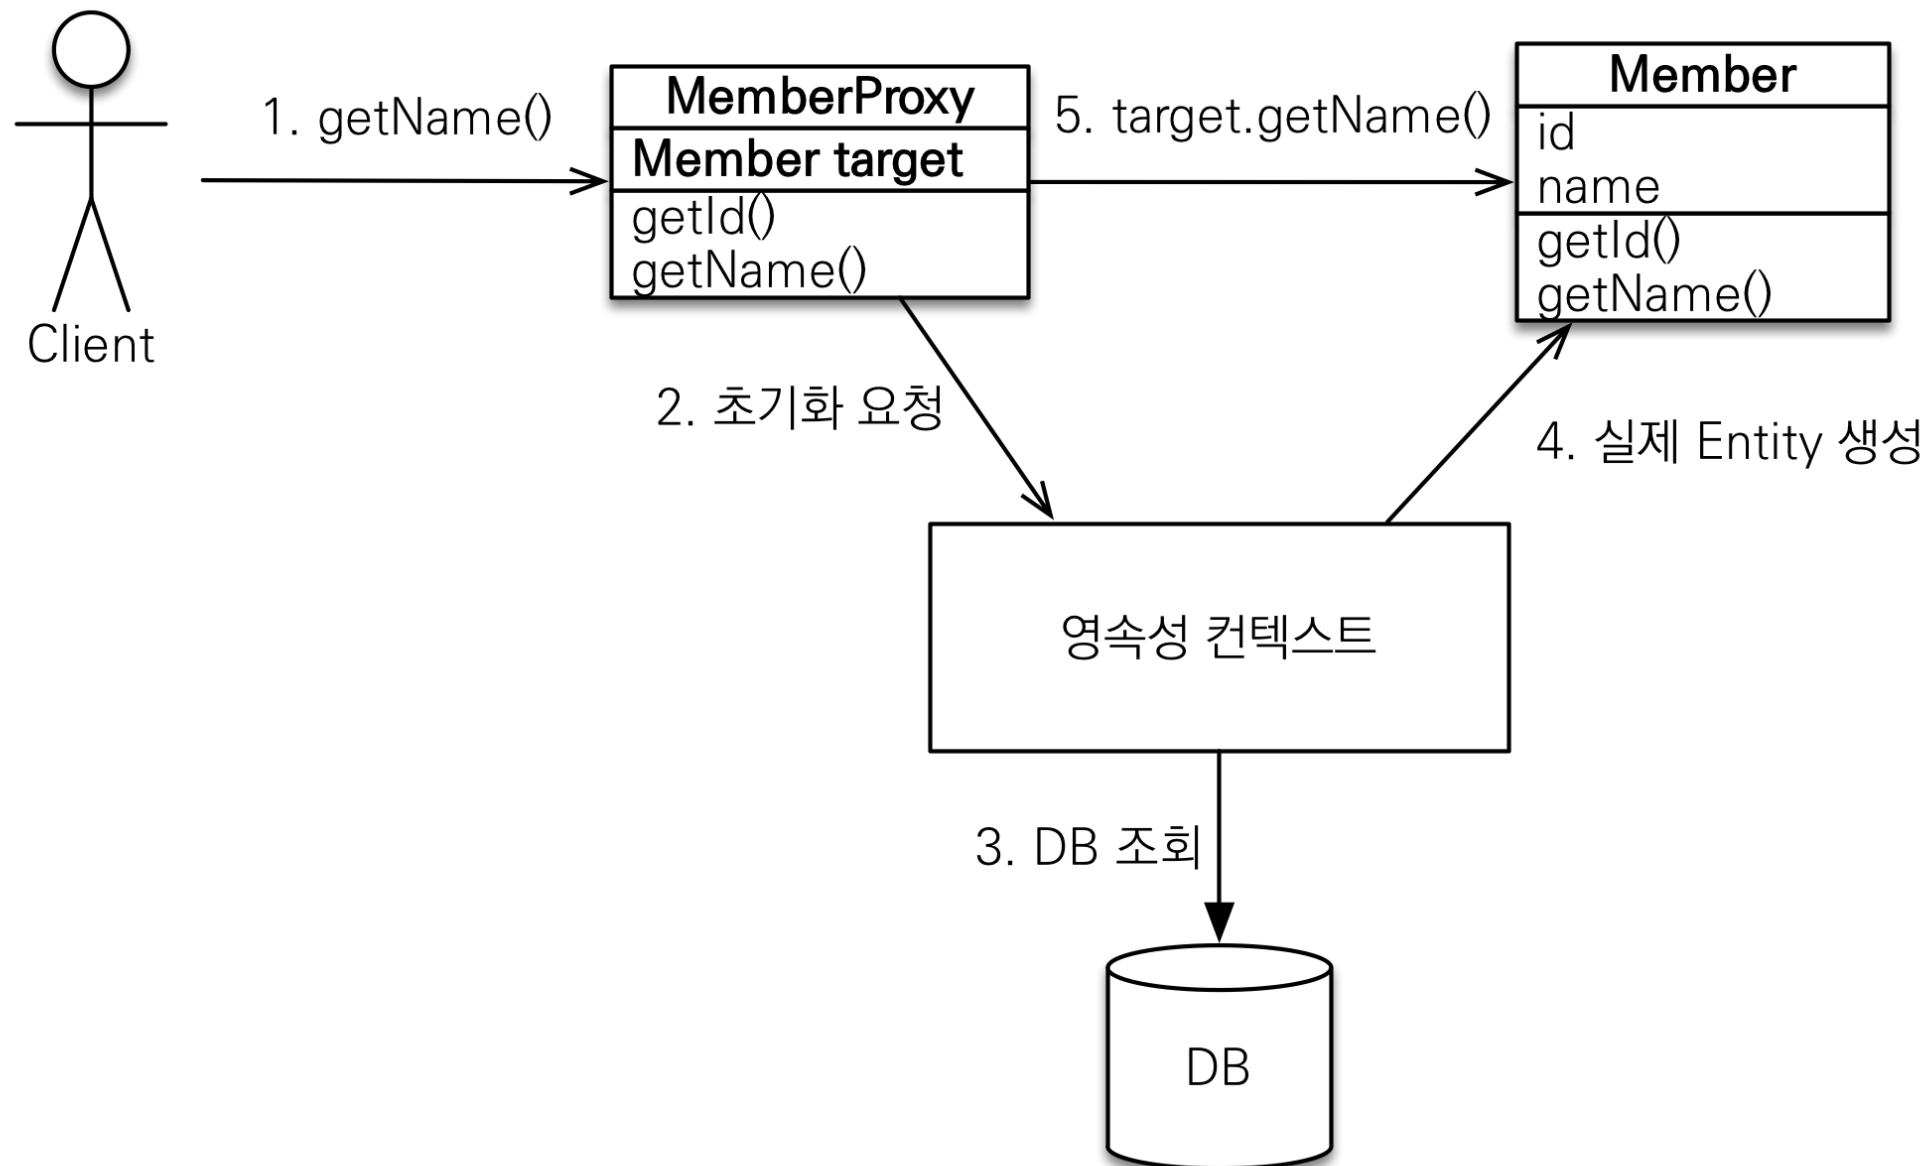 1. getName()
MemberProxy
Member target
getId()
getName()
5. target.getName()
Member
id
name
getId()
getName()
Client
2. 초기화 요청
4. 실제 Entity 생성
영속성 컨텍스트
3. DB 조회
DB